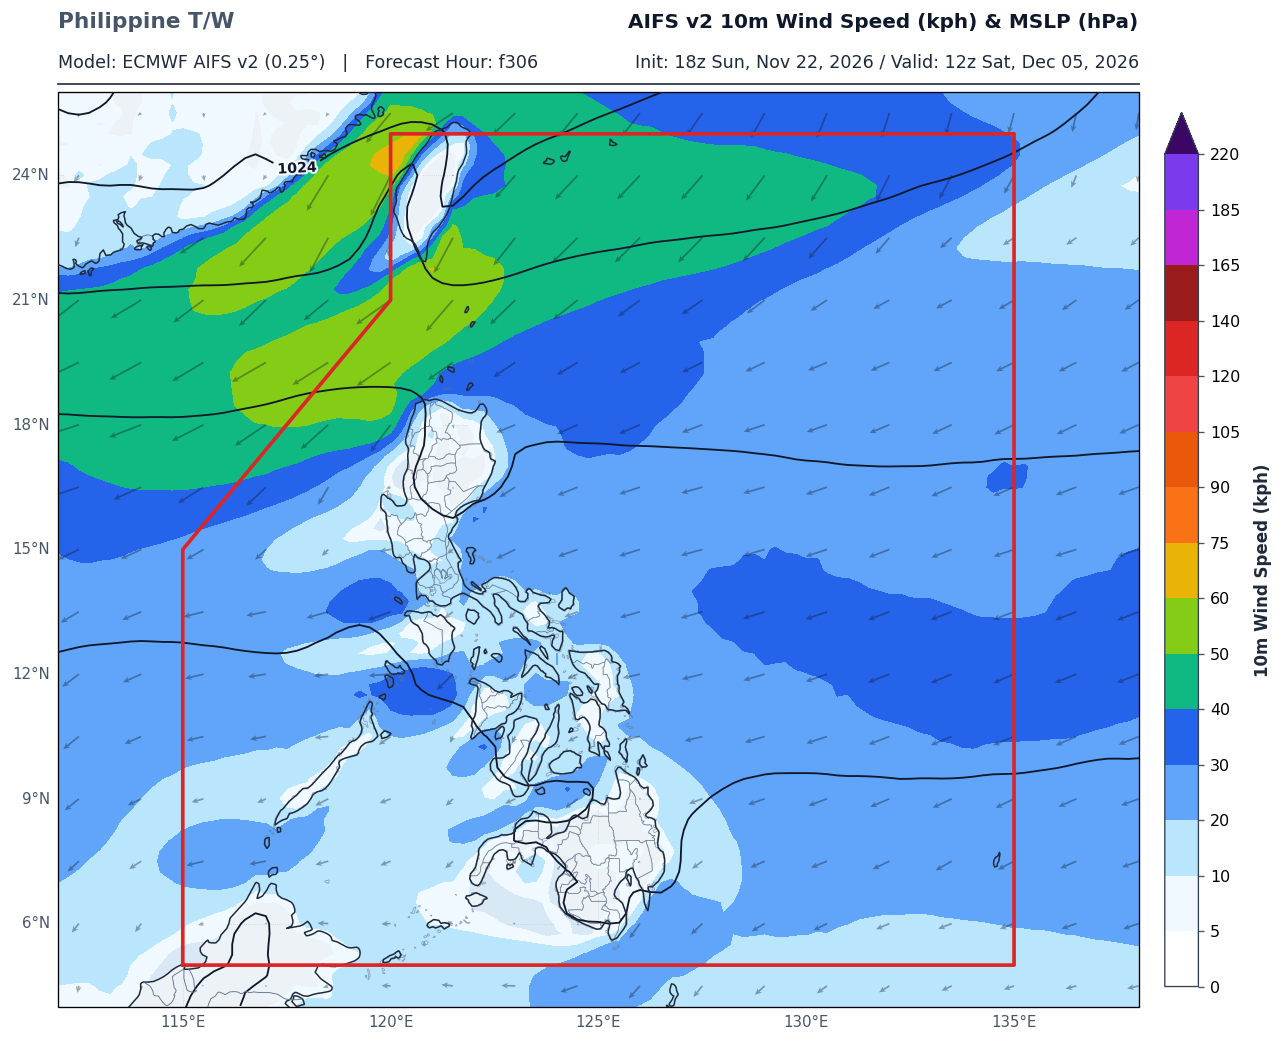 Philippine T/W
AIFS v2 10m Wind Speed (kph) & MSLP (hPa)
Model: ECMWF AIFS v2 (0.25°) | Forecast Hour: f306
Init: 18z Sun, Nov 22, 2026 / Valid: 12z Sat, Dec 05, 2026
1024
24°N
21°N
18°N
15°N
12°N
9°N
6°N
115°E
120°E
125°E
130°E
135°E
220
185
165
140
120
105
90
75
60
50
40
30
20
10
5
0
10m Wind Speed (kph)